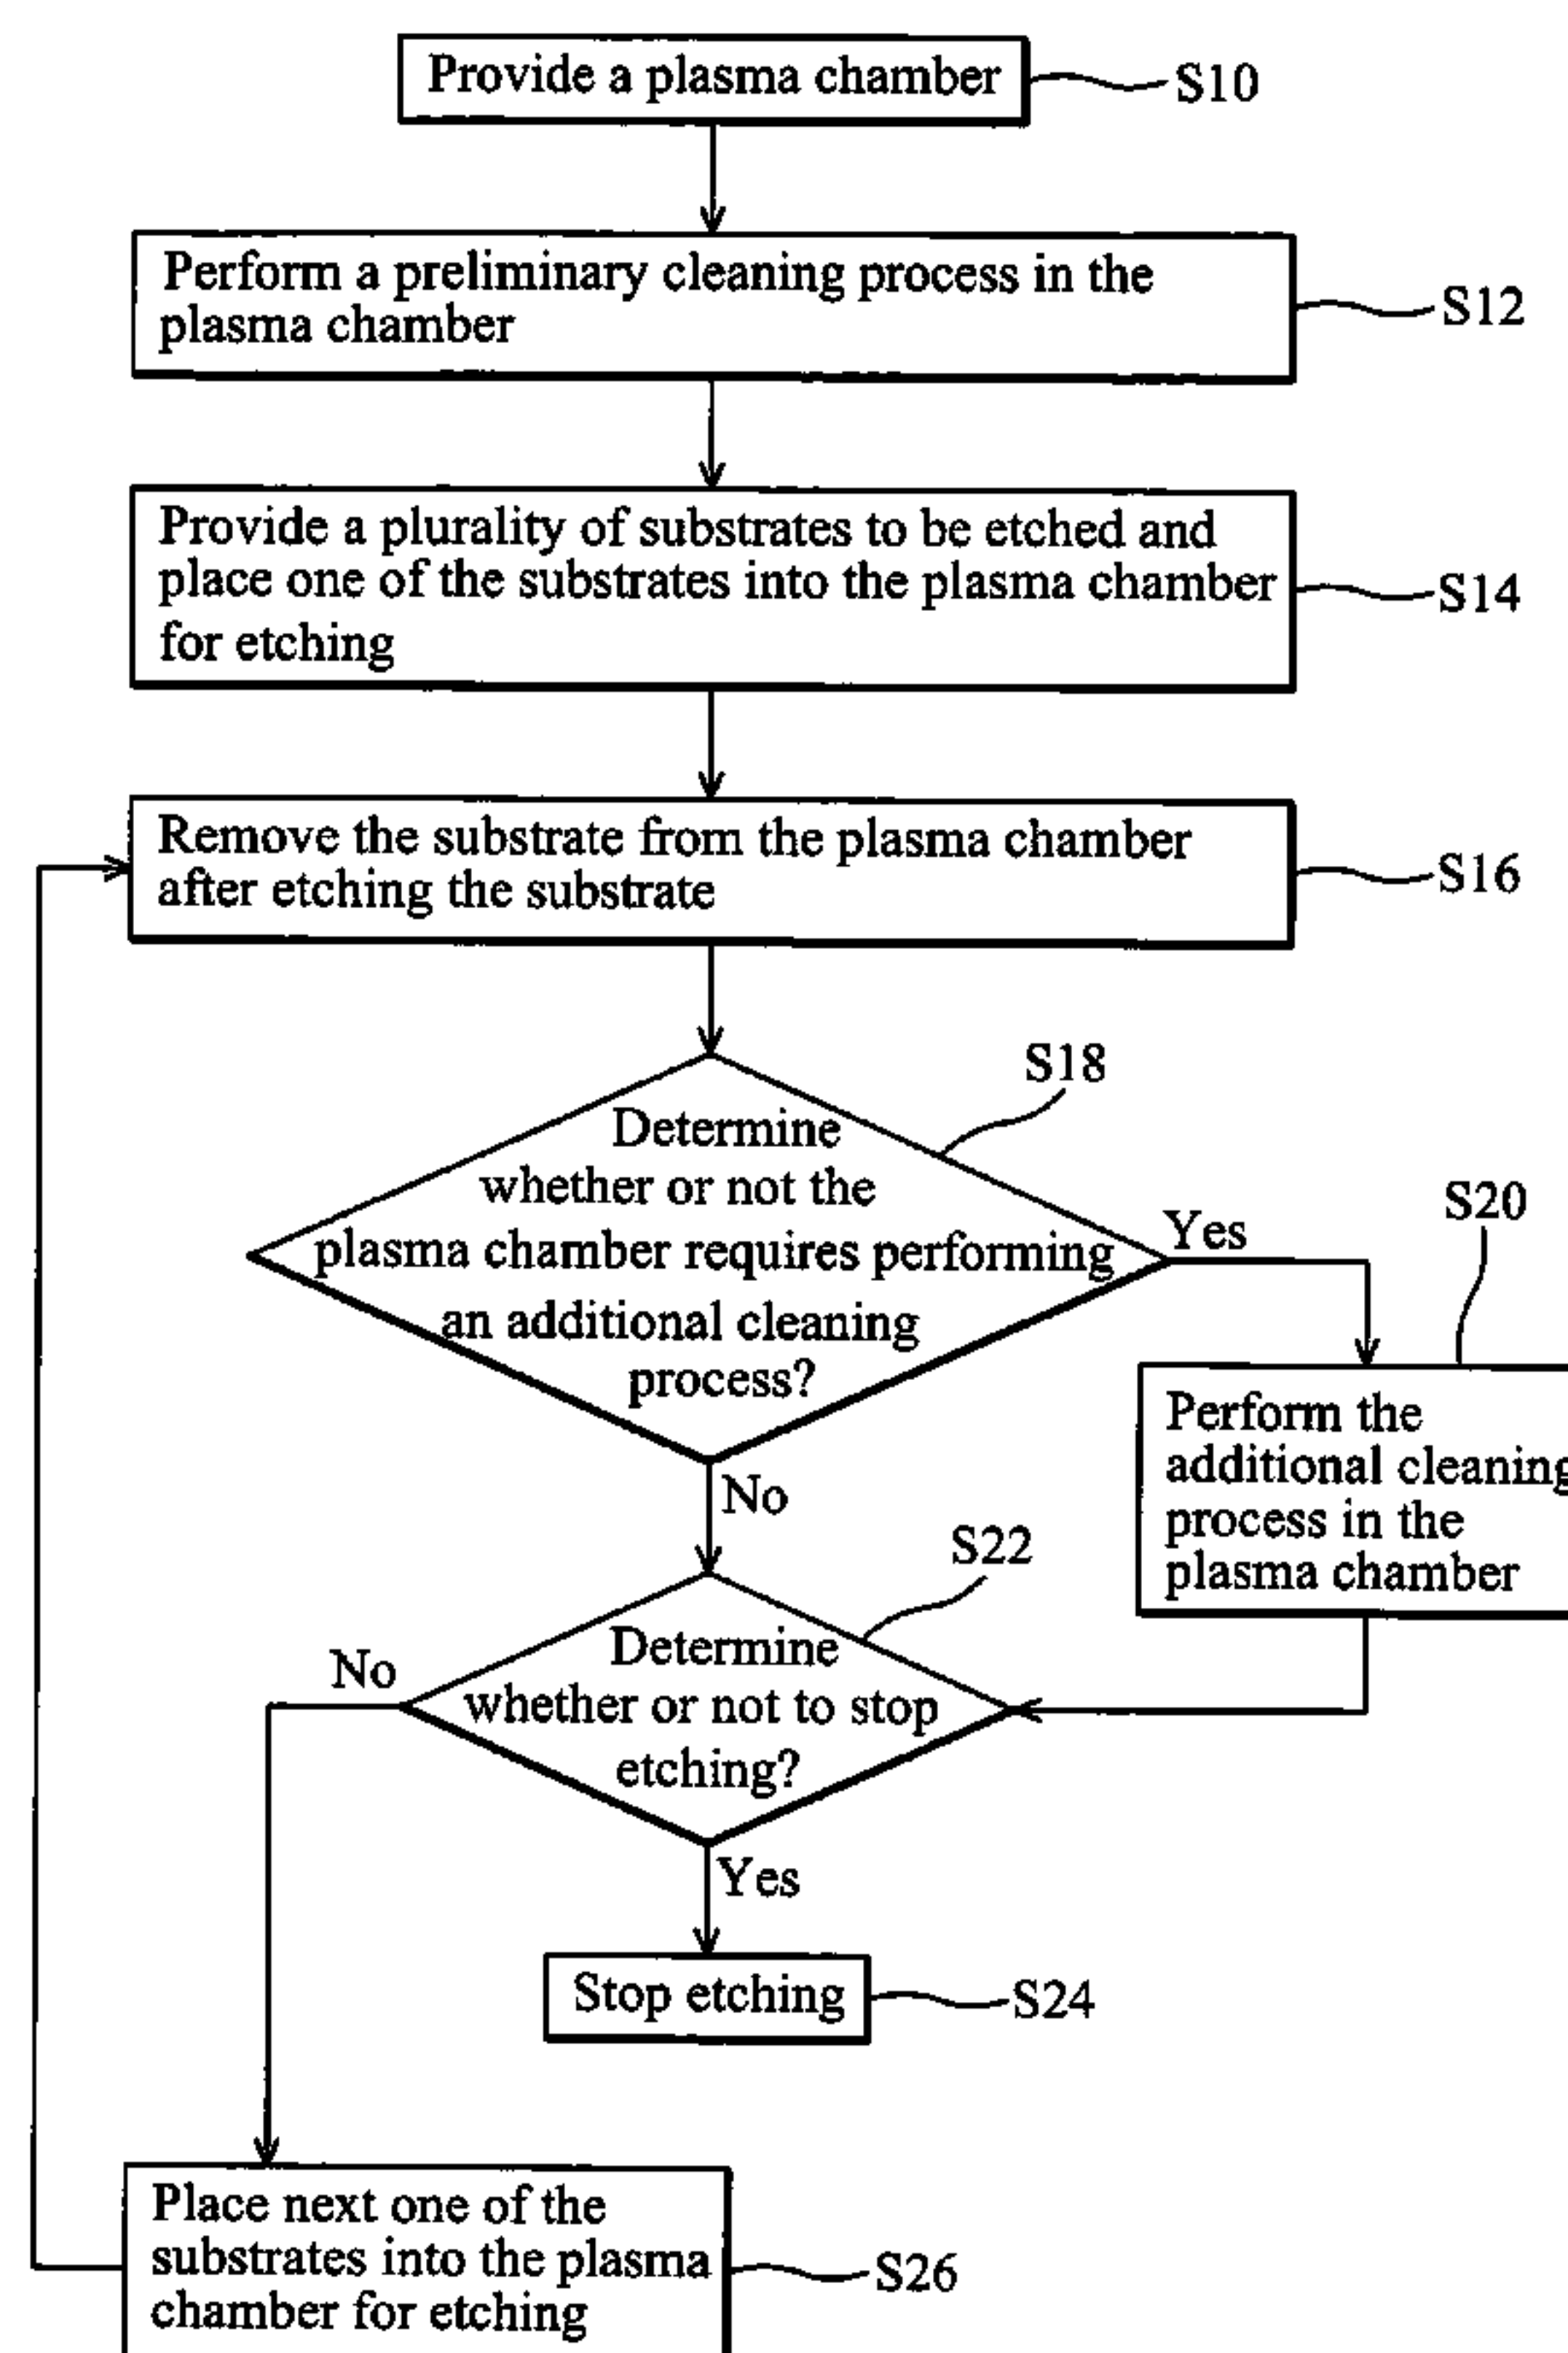 Provide a plasma chamber
S10
Perform a preliminary cleaning process in the
plasma chamber
S12
Provide a plurality of substrates to be etched and
place one of the substrates into the plasma chamber
for etching
S14
Remove the substrate from the plasma chamber
after etching the substrate
S16
S18
Determine
whether or not the
plasma chamber requires performing
an additional cleaning
process?
Yes
S20
Perform the
additional cleaning
process in the
plasma chamber
No
S22
Determine
whether or not to stop
etching?
No
Yes
Stop etching
S24
Place next one of the
substrates into the plasma
chamber for etching
S26